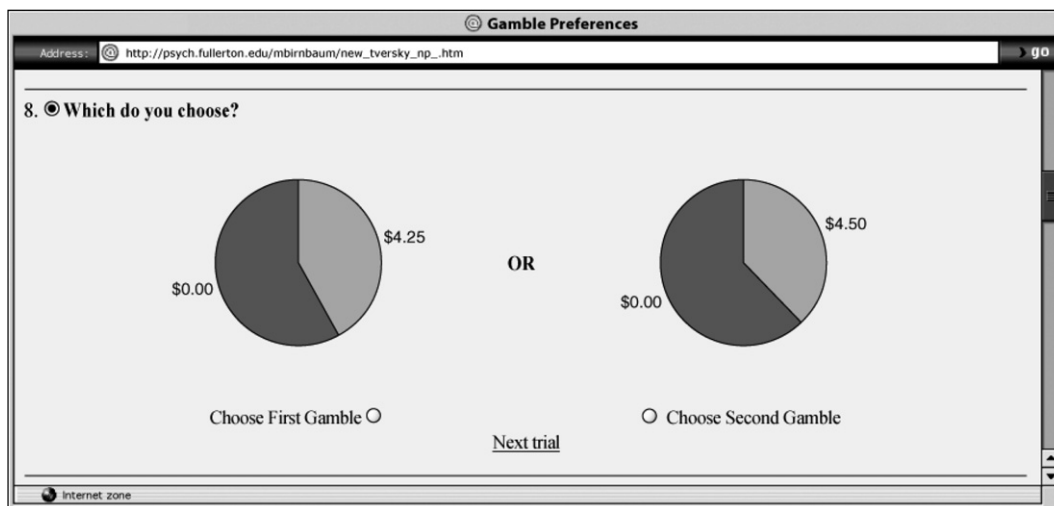 Gamble Preferences
Address: http://psych.fullerton.edu/mbirnbaum/new_tversky_np_.htm go
8. Which do you choose?
$4.25
$0.00
OR
$4.50
$0.00
Choose First Gamble
Choose Second Gamble
Next trial
Internet zone